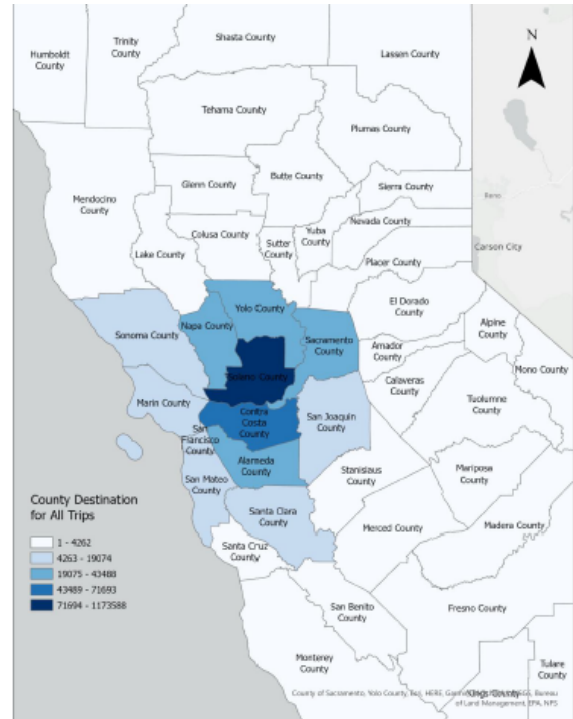 Humboldt
County
Trinity
County
Shasta County
Lassen County
N
Tehama County
Plumas County
Mendocino
County
Glenn County
Butte County
Sierra County
Reno
Colusa County
Lake County
Sutter
County
Yuba
County
Nevada County
Placer County
Carson City
El Dorado
County
Alpine
County
Yolo County
Napa County
Sonoma County
Sacramento
County
Amador
County
Mono County
Solano County
Calaveras
County
Tuolumne
County
Marin County
Contra
Costa
County
San Joaquin
County
San
Francisco
County
Alameda
County
Stanislaus
County
Mariposa
County
San Mateo
County
Santa Clara
County
Merced County
Madera County
Santa Cruz
County
County Destination
for All Trips
1 - 4262
4263 - 19074
19075 - 43488
43489 - 71693
71694 - 1173588
San Benito
County
Fresno County
Monterey
County
Tulare
County
Kings County
County of Sacramento, Yolo County, Esri, HERE, Garmin, USGS, Bureau
of Land Management, EPA, NPS